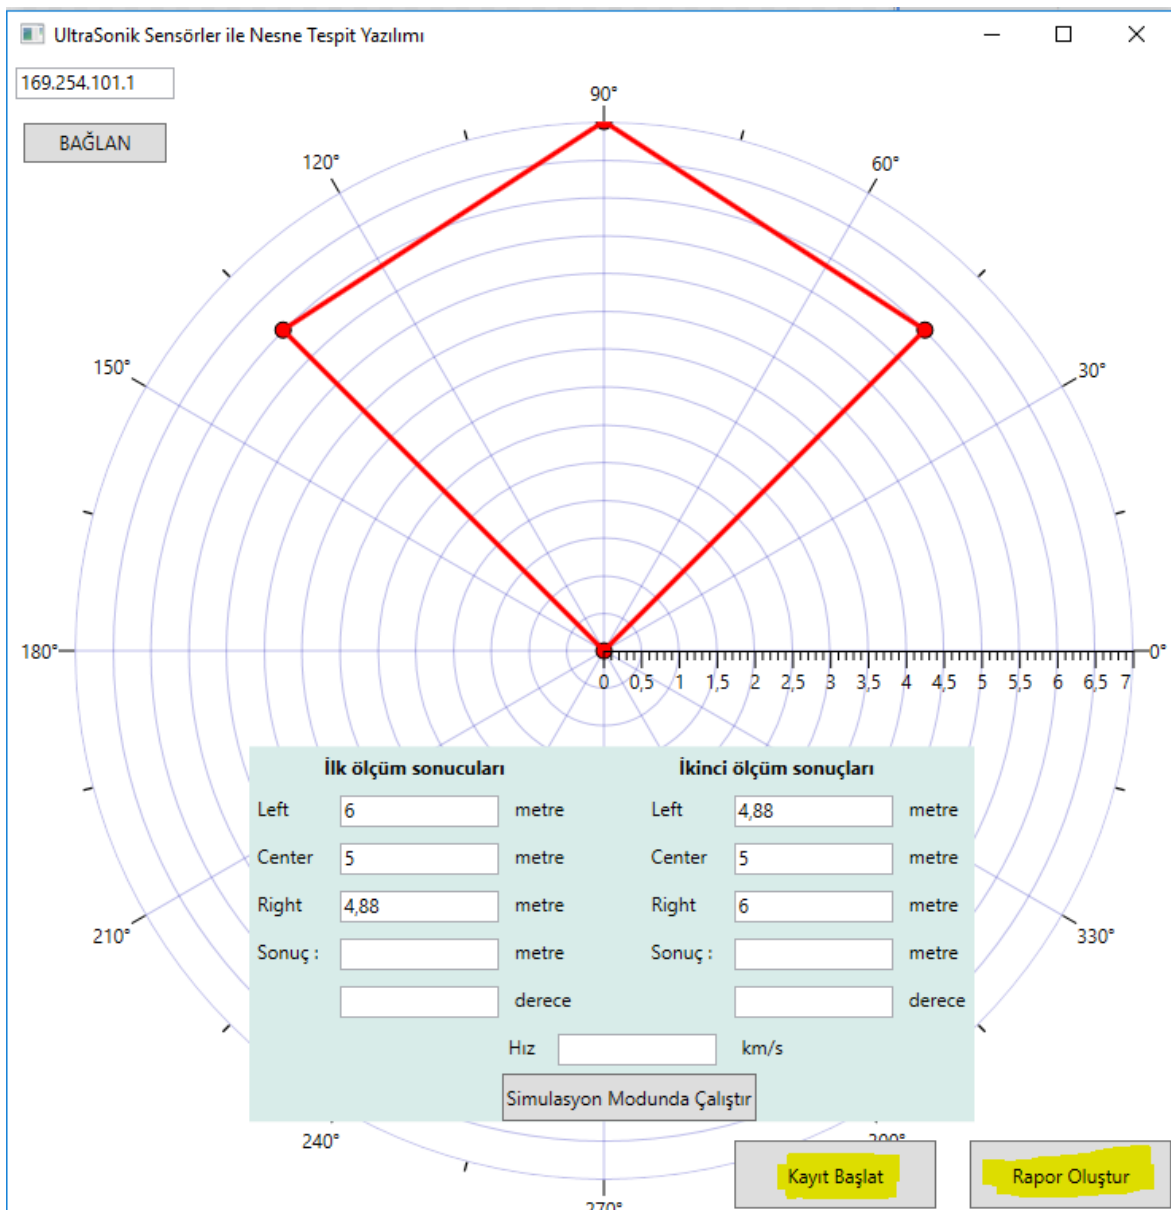 UltraSonik Sensörler ile Nesne Tespit Yazılımı
169.254.101.1
BAĞLAN
90°
120°
60°
150°
30°
180°
0°
0 0,5 1 1,5 2 2,5 3 3,5 4 4,5 5 5,5 6 6,5 7
İlk ölçüm sonucuları İkinci ölçüm sonuçları
Left 6 metre Left 4,88 metre
Center 5 metre Center 5 metre
Right 4,88 metre Right 6 metre
210°
330°
Sonuç : metre Sonuç : metre
derece derece
Hız km/s
Simulasyon Modunda Çalıştır
240°
300°
Kayıt Başlat Rapor Oluştur
270°